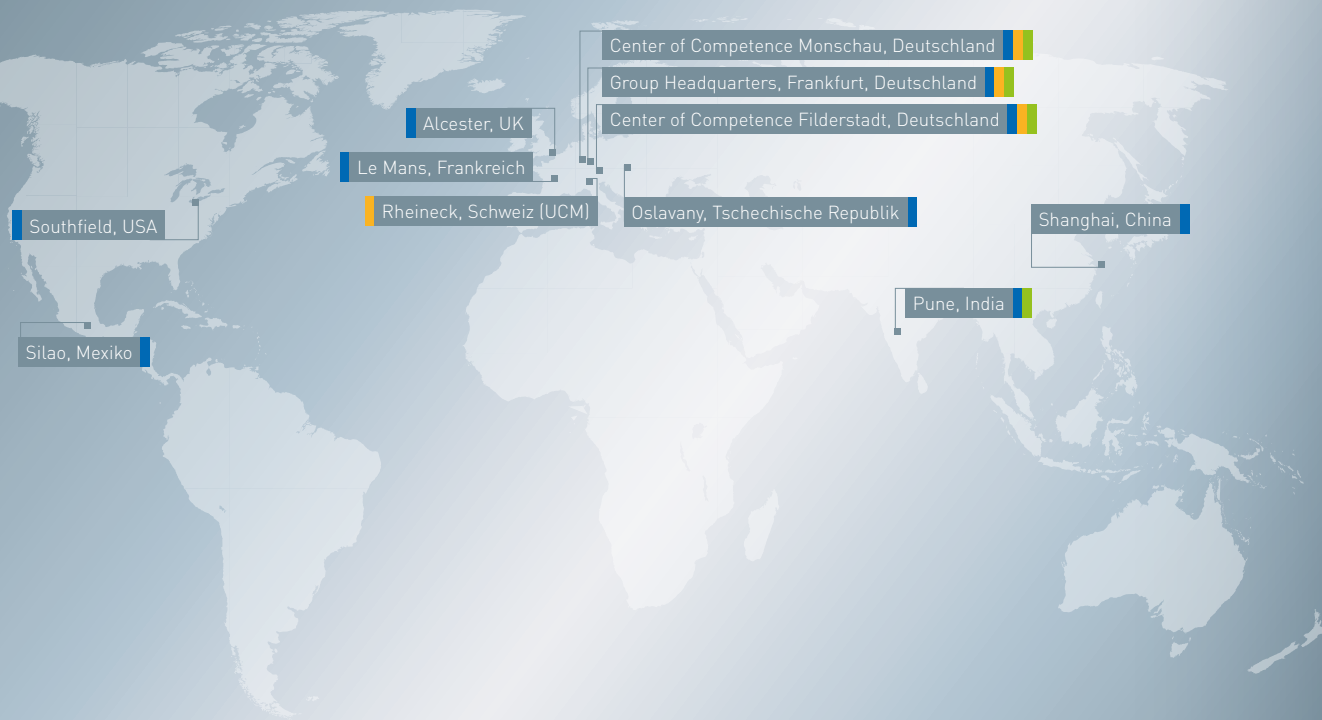 Center of Competence Monschau, Deutschland
Group Headquarters, Frankfurt, Deutschland
Center of Competence Filderstadt, Deutschland
Alcester, UK
Le Mans, Frankreich
Rheineck, Schweiz (UCM)
Oslavany, Tschechische Republik
Southfield, USA
Shanghai, China
Pune, India
Silao, Mexiko